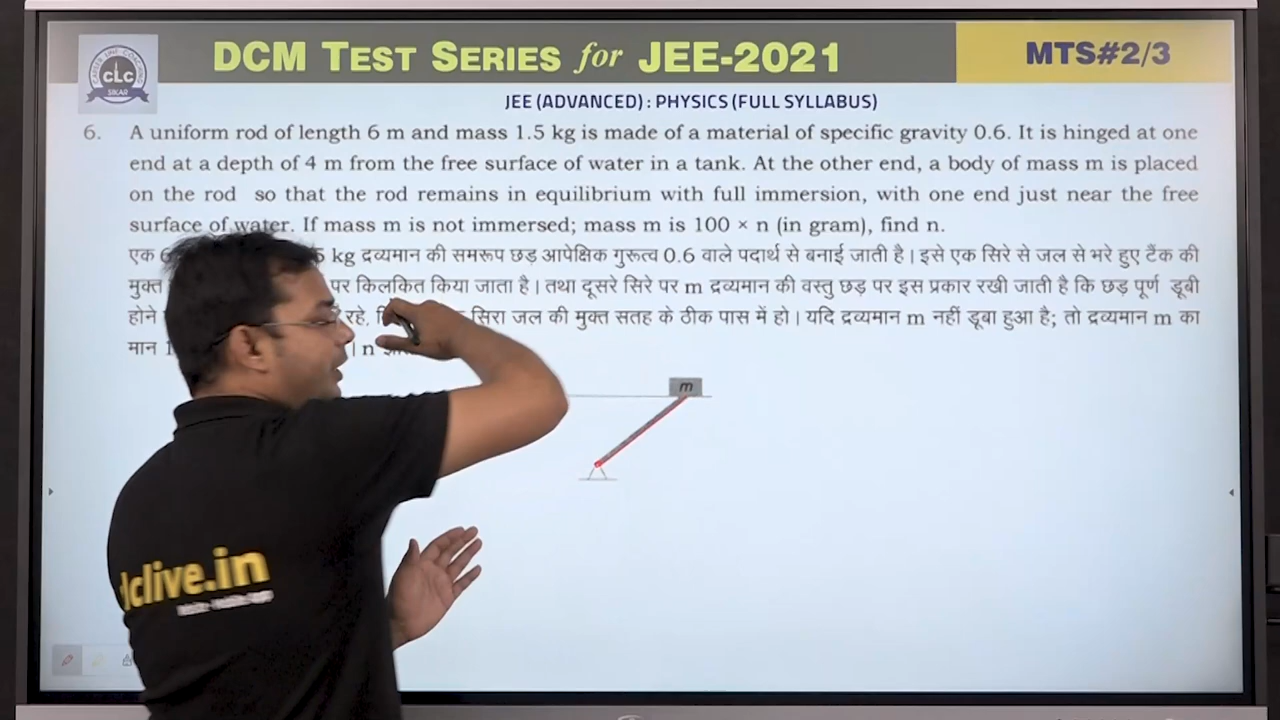 DCM TEST SERIES for JEE-2021
MTS#2/3
CLC
SIKAR
JEE (ADVANCED) : PHYSICS (FULL SYLLABUS)
6. A uniform rod of length 6 m and mass 1.5 kg is made of a material of specific gravity 0.6. It is hinged at one
end at a depth of 4 m from the free surface of water in a tank. At the other end, a body of mass m is placed
on the rod so that the rod remains in equilibrium with full immersion, with one end just near the free
surface of water. If mass m is not immersed; mass m is 100 × n (in gram), find n.
एक 6 kg द्रव्यमान की समरूप छड़ आपेक्षिक गुरूत्व 0.6 वाले पदार्थ से बनाई जाती है। इसे एक सिरे से जल से भरे हुए टैंक की
मुक्त पर किलकित किया जाता है। तथा दूसरे सिरे पर m द्रव्यमान की वस्तु छड़ पर इस प्रकार रखी जाती है कि छड़ पूर्ण डूबी
होने रहे, सिरा जल की मुक्त सतह के ठीक पास में हो। यदि द्रव्यमान m नहीं डूबा हुआ है; तो द्रव्यमान m का
मान 1 | n
m
clclive.in